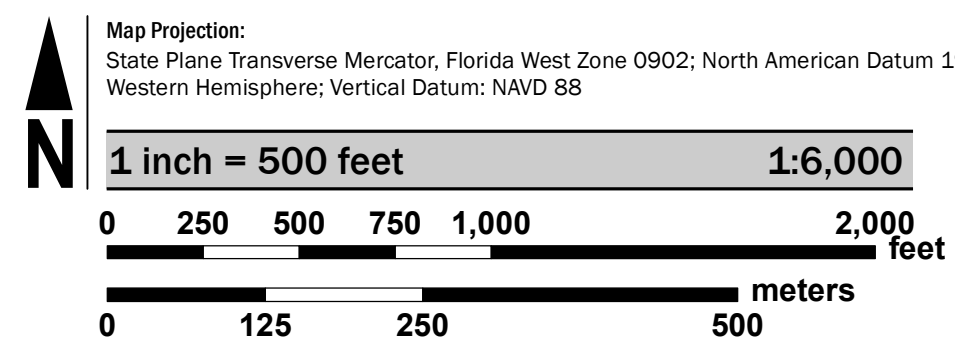 Map Projection:
State Plane Transverse Mercator, Florida West Zone 0902; North American Datum 1
Western Hemisphere; Vertical Datum: NAVD 88
N
1 inch = 500 feet 1:6,000
0 250 500 750 1,000 2,000
feet
meters
0 125 250 500